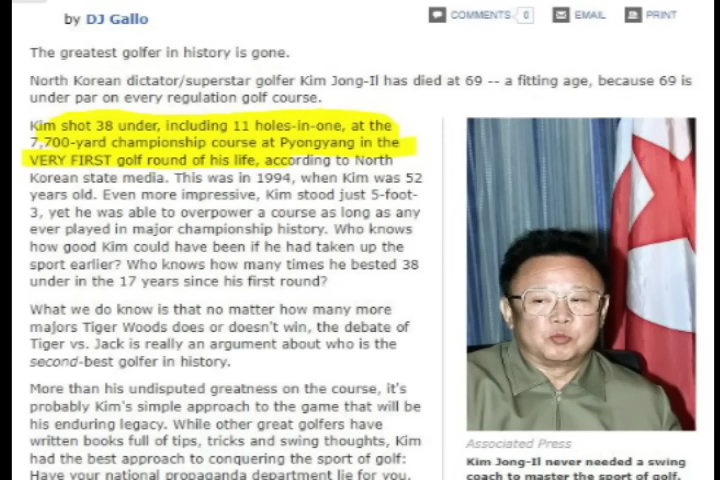 by DJ Gallo
COMMENTS 0 EMAIL PRINT
The greatest golfer in history is gone.
North Korean dictator/superstar golfer Kim Jong-Il has died at 69 -- a fitting age, because 69 is
under par on every regulation golf course.
Kim shot 38 under, including 11 holes-in-one, at the
7,700-yard championship course at Pyongyang in the
VERY FIRST golf round of his life, according to North
Korean state media. This was in 1994, when Kim was 52
years old. Even more impressive, Kim stood just 5-foot-
3, yet he was able to overpower a course as long as any
ever played in major championship history. Who knows
how good Kim could have been if he had taken up the
sport earlier? Who knows how many times he bested 38
under in the 17 years since his first round?
What we do know is that no matter how many more
majors Tiger Woods does or doesn't win, the debate of
Tiger vs. Jack is really an argument about who is the
second-best golfer in history.
More than his undisputed greatness on the course, it's
probably Kim's simple approach to the game that will be
his enduring legacy. While other great golfers have
written books full of tips, tricks and swing thoughts, Kim
had the best approach to conquering the sport of golf:
Have your national propaganda department lie for you.
Associated Press
Kim Jong-Il never needed a swing
coach to master the sport of golf.